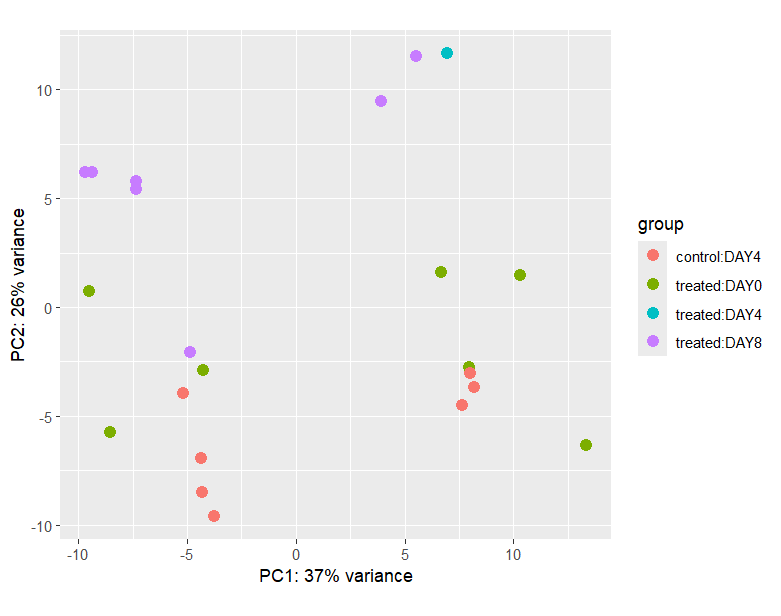 10
5
0
-5
-10
PC2: 26% variance
-10
-5
0
5
10
PC1: 37% variance
group
control:DAY4
treated:DAY0
treated:DAY4
treated:DAY8